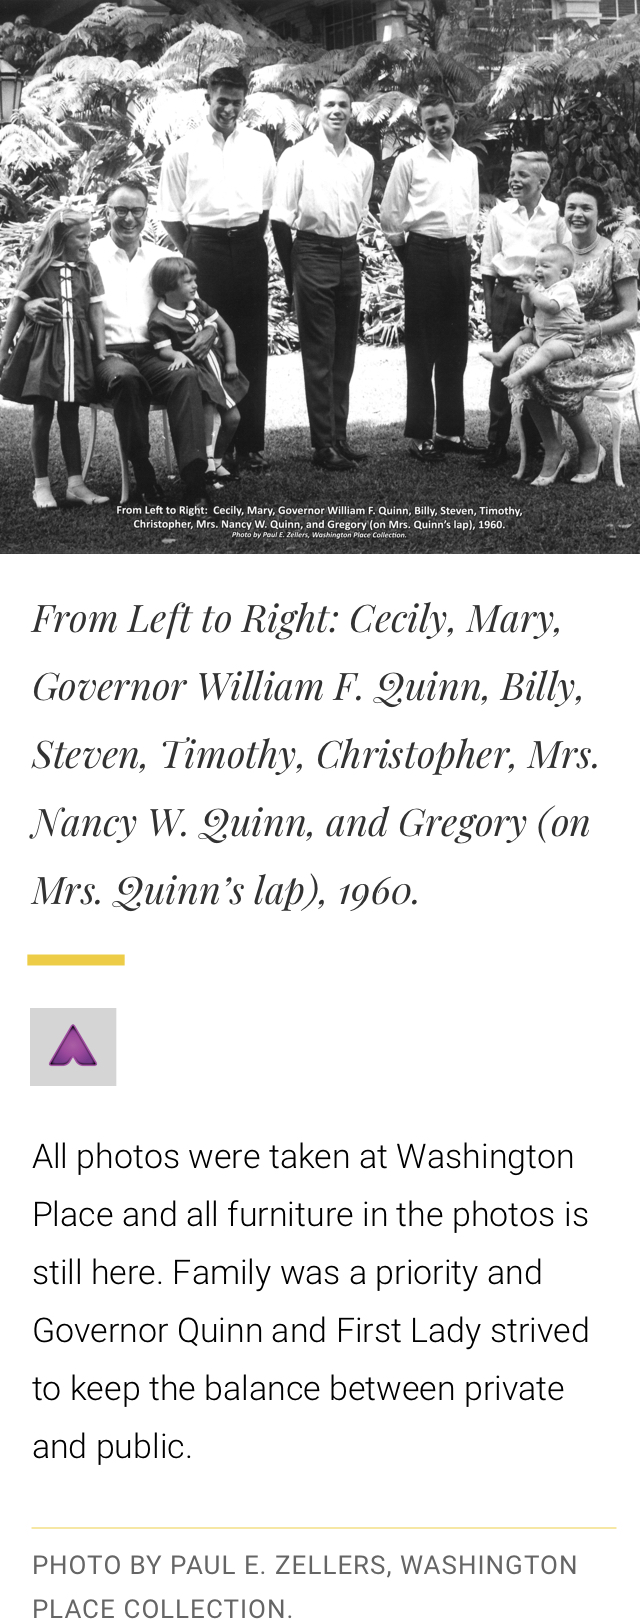 From Left to Right:  Cecily, Mary, Governor William F. Quinn, Billy, Steven, Timothy,
Christopher, Mrs. Nancy W. Quinn, and Gregory (on Mrs. Quinn's lap), 1960.
Photo by Paul E. Zellers, Washington Place Collection.
From Left to Right: Cecily, Mary,
Governor William F. Quinn, Billy,
Steven, Timothy, Christopher, Mrs.
Nancy W. Quinn, and Gregory (on
Mrs. Quinn’s lap), 1960.
All photos were taken at Washington
Place and all furniture in the photos is
still here. Family was a priority and
Governor Quinn and First Lady strived
to keep the balance between private
and public.
PHOTO BY PAUL E. ZELLERS, WASHINGTON
PLACE COLLECTION.